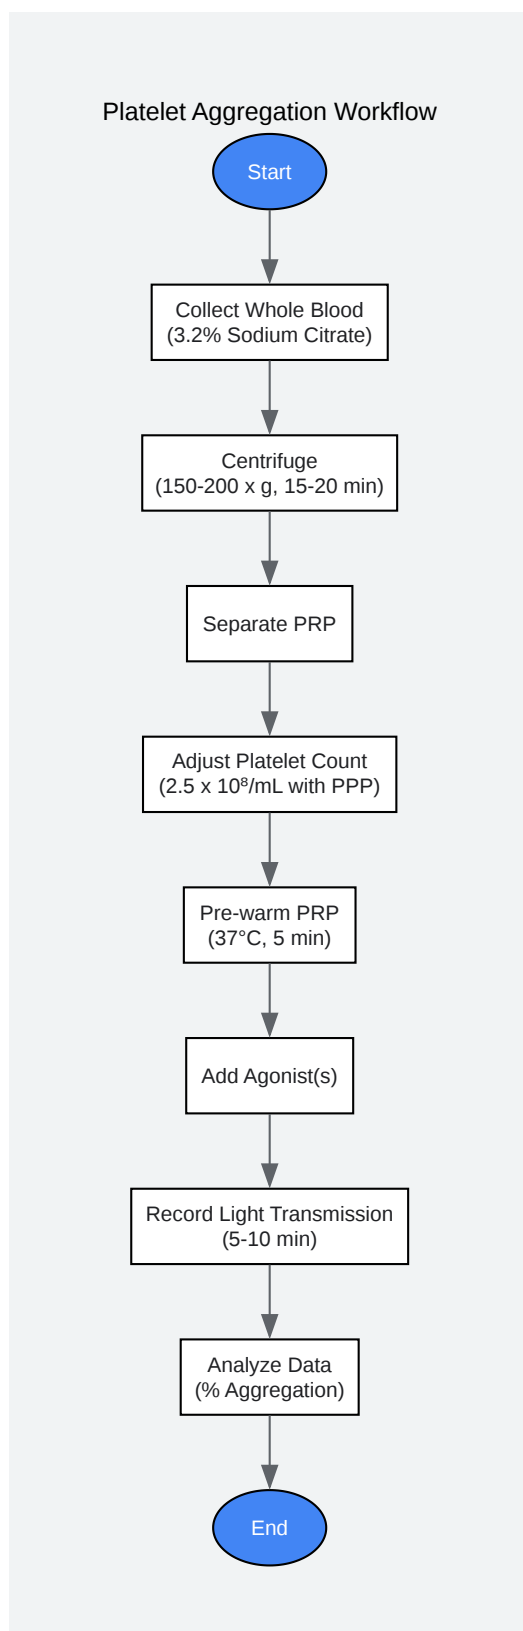 Platelet Aggregation Workflow
Start
Collect Whole Blood
(3.2% Sodium Citrate)
Centrifuge
(150-200 x g, 15-20 min)
Separate PRP
Adjust Platelet Count
(2.5 x 10⁸/mL with PPP)
Pre-warm PRP
(37°C, 5 min)
Add Agonist(s)
Record Light Transmission
(5-10 min)
Analyze Data
(% Aggregation)
End